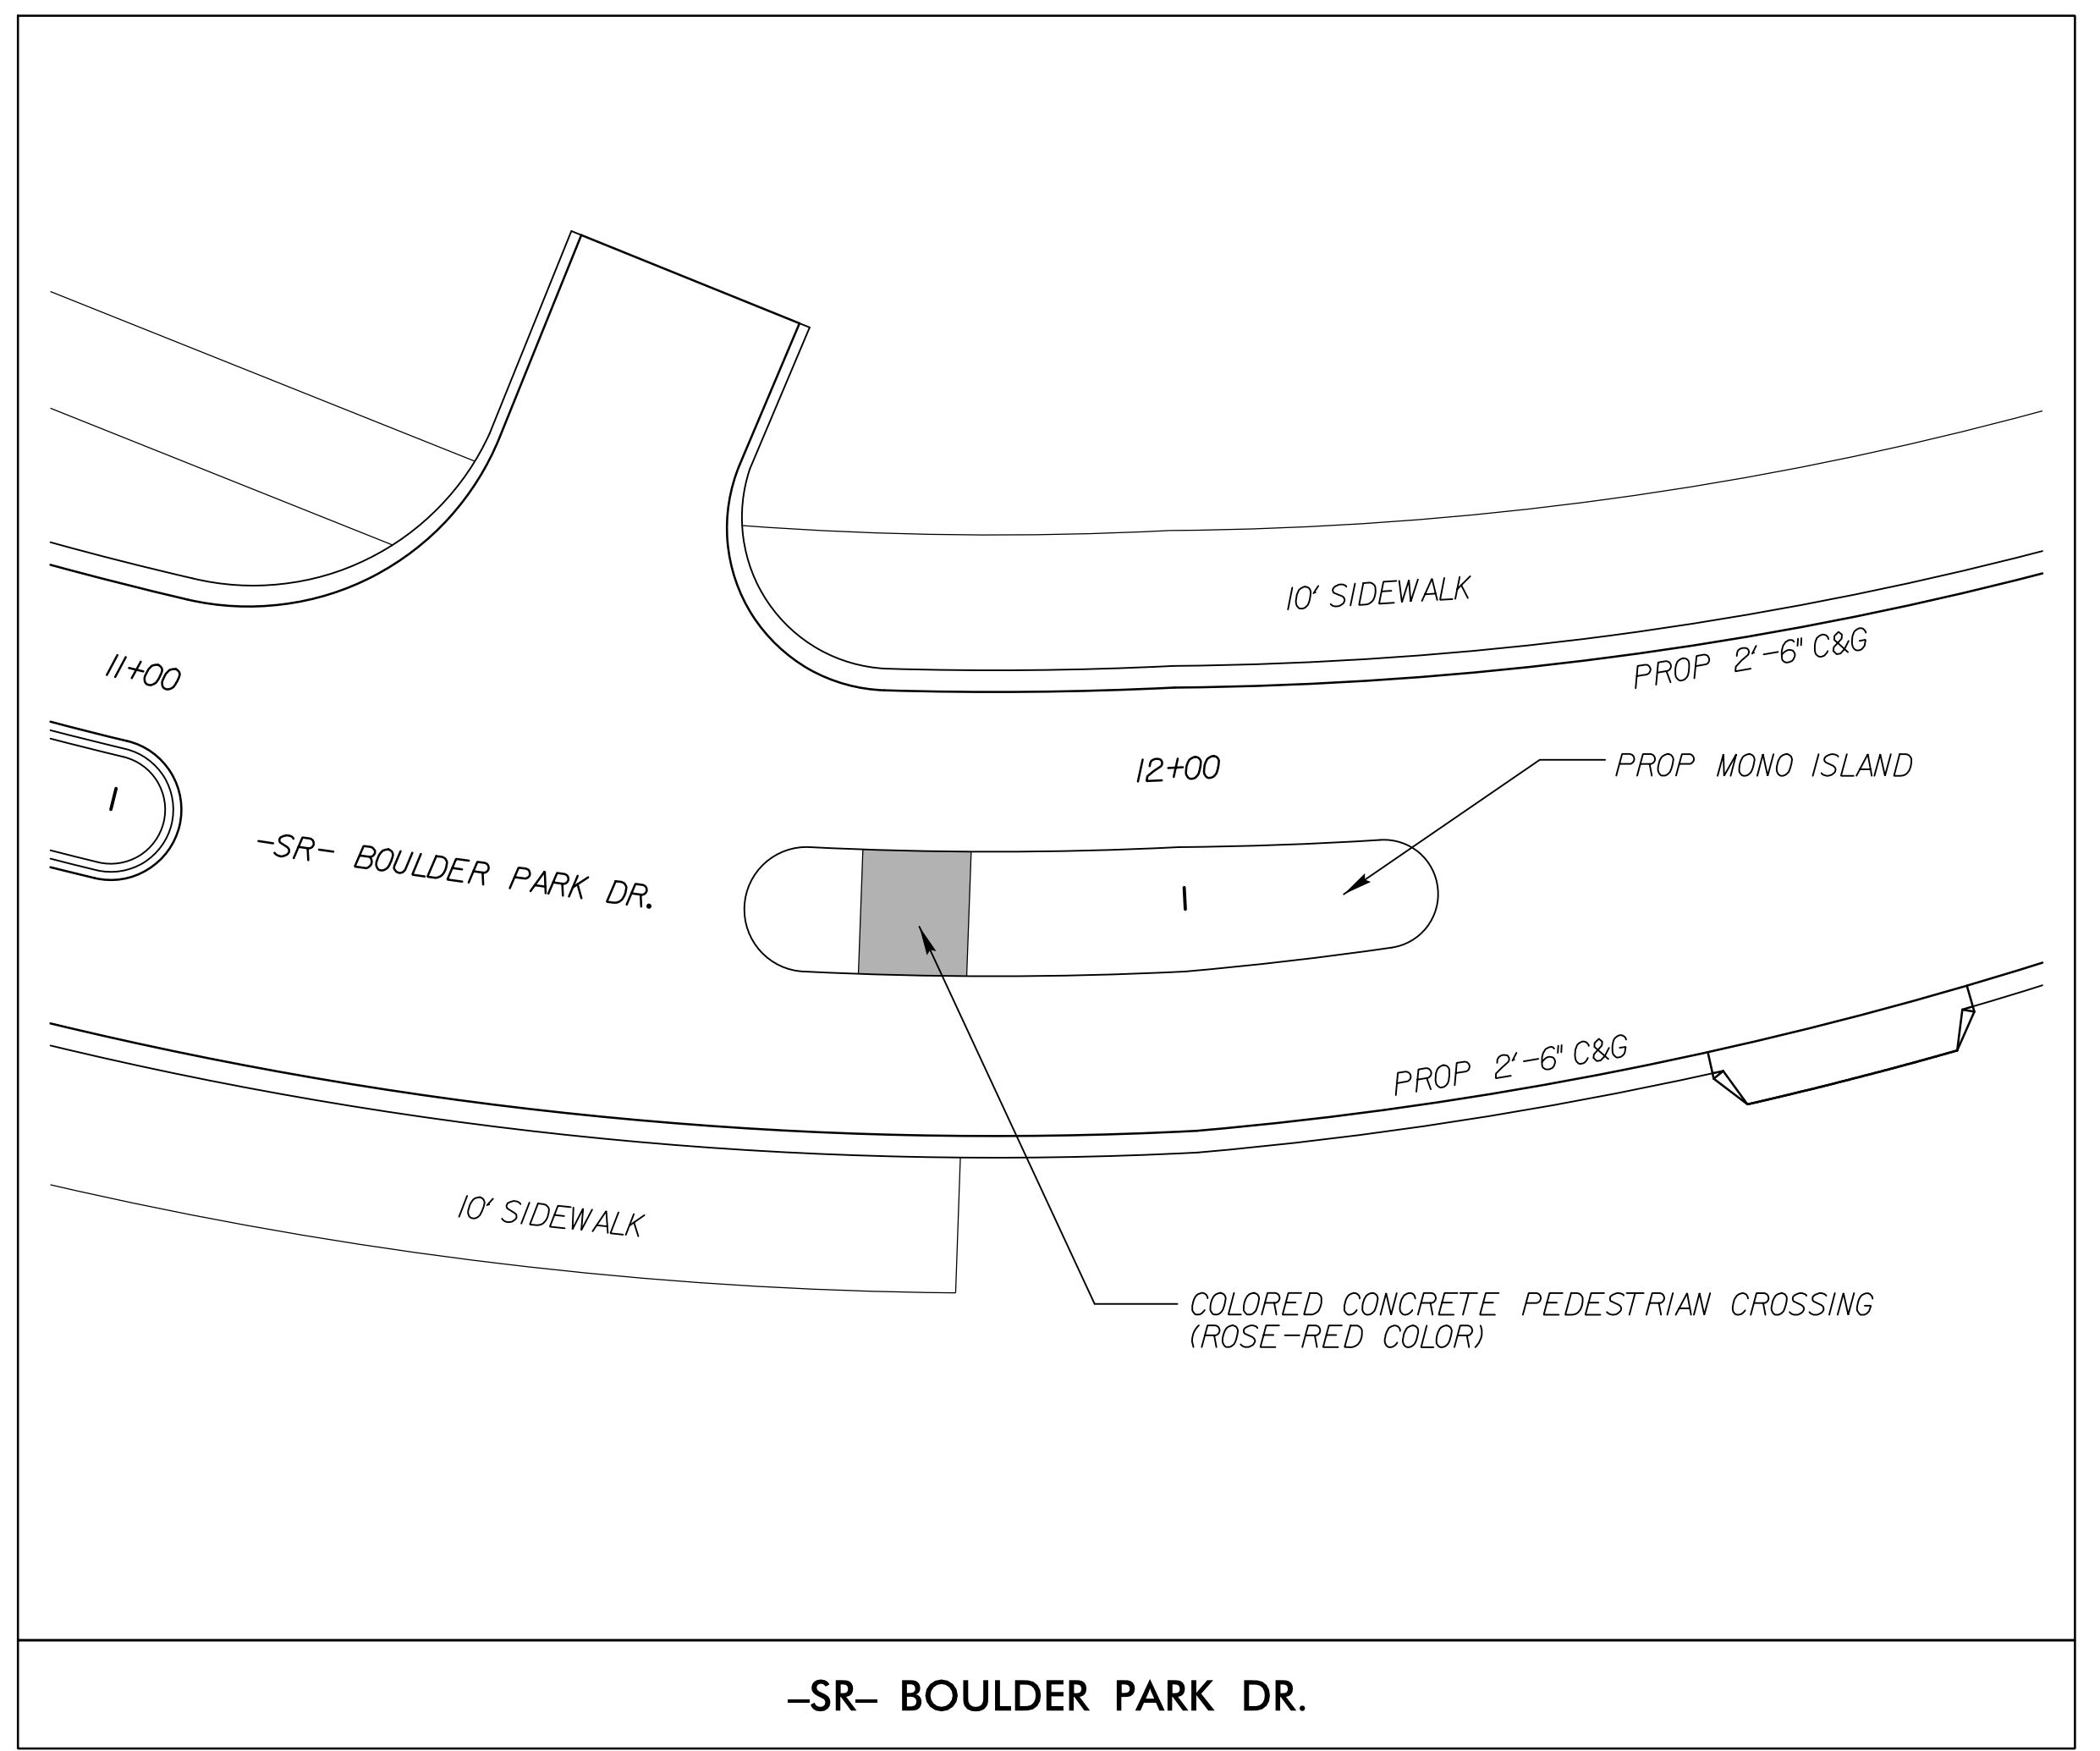 10' SIDEWALK
PROP 2'-6" C&G
11+00
12+00
PROP MONO ISLAND
-SR- BOULDER PARK DR.
PROP 2'-6" C&G
10' SIDEWALK
COLORED CONCRETE PEDESTRIAN CROSSING
(ROSE-RED COLOR)
-SR- BOULDER PARK DR.